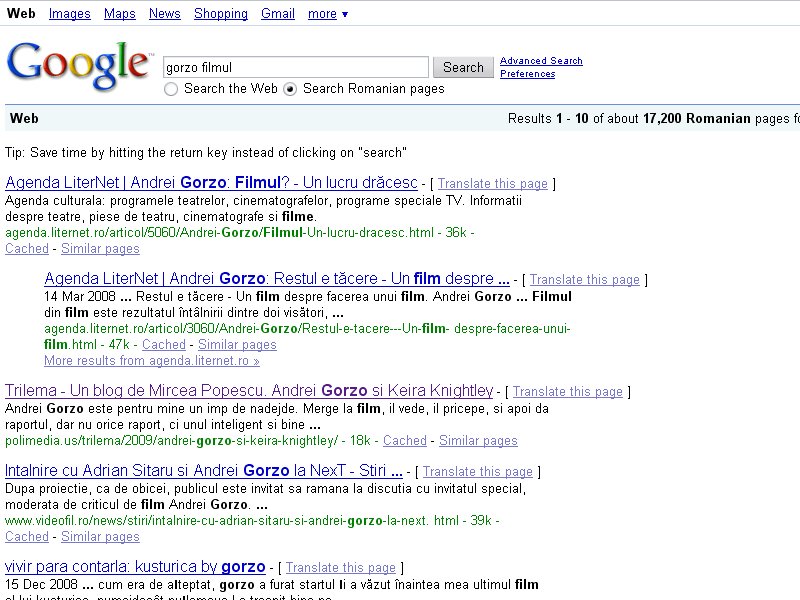 Web Images Maps News Shopping Gmail more ▼
Google™
gorzo filmul Search Advanced Search
Preferences
Search the Web Search Romanian pages
Web Results 1 - 10 of about 17,200 Romanian pages
Tip: Save time by hitting the return key instead of clicking on "search"
Agenda LiterNet | Andrei Gorzo: Filmul? - Un lucru drăcesc - [ Translate this page ]
Agenda culturala: programele teatrelor, cinematografelor, programe speciale TV. Informatii
despre teatre, piese de teatru, cinematografe si filme.
agenda.liternet.ro/articol/5060/Andrei-Gorzo/Filmul-Un-lucru-dracesc.html - 36k -
Cached - Similar pages
Agenda LiterNet | Andrei Gorzo: Restul e tăcere - Un film despre ... - [ Translate this page ]
14 Mar 2008 ... Restul e tăcere - Un film despre facerea unui film. Andrei Gorzo ... Filmul
din film este rezultatul întâlnirii dintre doi visători, ...
agenda.liternet.ro/articol/3060/Andrei-Gorzo/Restul-e-tacere---Un-film- despre-facerea-unui-
film.html - 47k - Cached - Similar pages
More results from agenda.liternet.ro »
Trilema - Un blog de Mircea Popescu. Andrei Gorzo si Keira Knightley - [ Translate this page ]
Andrei Gorzo este pentru mine un imp de nadejde. Merge la film, il vede, il pricepe, si apoi da
raportul, dar nu orice raport, ci unul inteligent si bine ...
polimedia.us/trilema/2009/andrei-gorzo-si-keira-knightley/ - 18k - Cached - Similar pages
Intalnire cu Adrian Sitaru si Andrei Gorzo la NexT - Stiri ... - [ Translate this page ]
Dupa proiectie, ca de obicei, publicul este invitat sa ramana la discutia cu invitatul special,
moderata de criticul de film Andrei Gorzo. ...
www.videofil.ro/news/stiri/intalnire-cu-adrian-sitaru-si-andrei-gorzo-la-next. html - 39k -
Cached - Similar pages
vivir para contarla: kusturica by gorzo - [ Translate this page ]
15 Dec 2008 ... cum era de aşteptat, gorzo a furat startul şi a văzut înaintea mea ultimul film